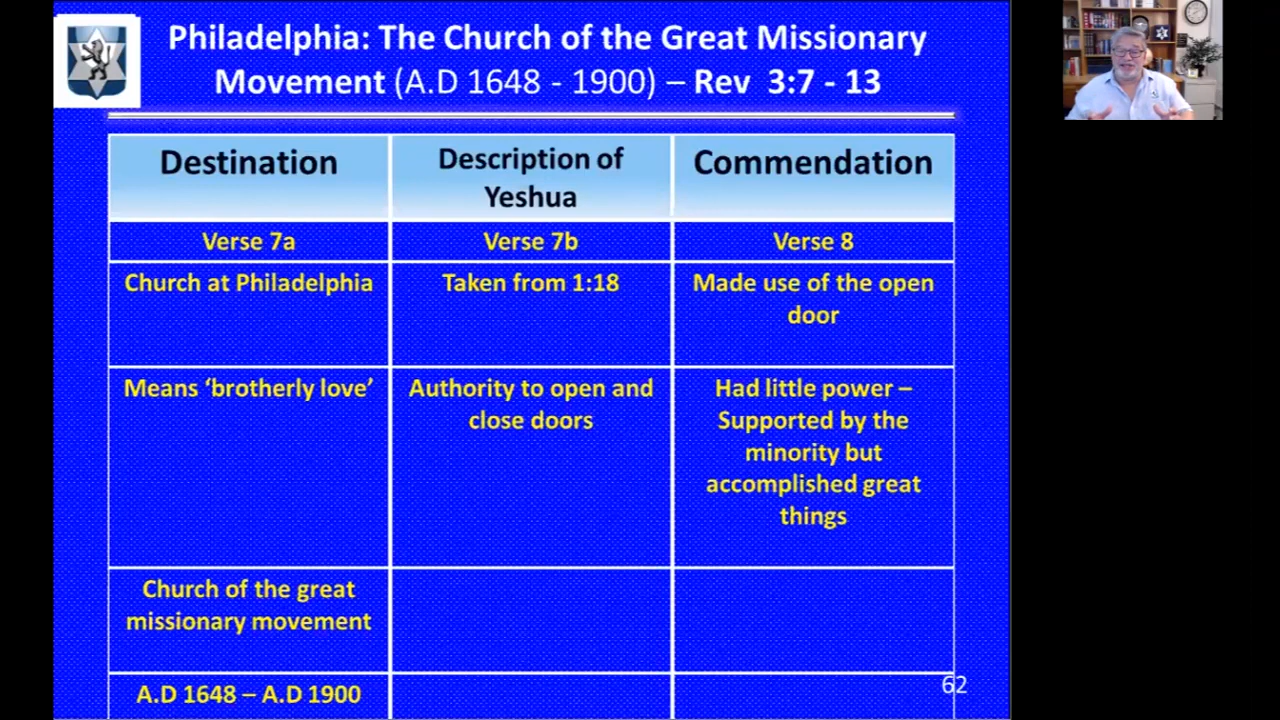 Philadelphia: The Church of the Great Missionary
Movement (A.D 1648 - 1900) – Rev 3:7 - 13
Destination
Description of
Yeshua
Commendation
Verse 7a
Verse 7b
Verse 8
Church at Philadelphia
Taken from 1:18
Made use of the open
door
Means ‘brotherly love’
Authority to open and
close doors
Had little power –
Supported by the
minority but
accomplished great
things
Church of the great
missionary movement
A.D 1648 – A.D 1900
62